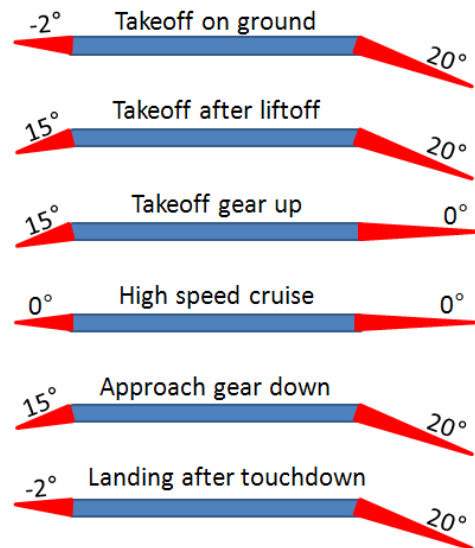 -2° Takeoff on ground 20°
15° Takeoff after liftoff 20°
15° Takeoff gear up 0°
0° High speed cruise 0°
15° Approach gear down 20°
-2° Landing after touchdown 20°